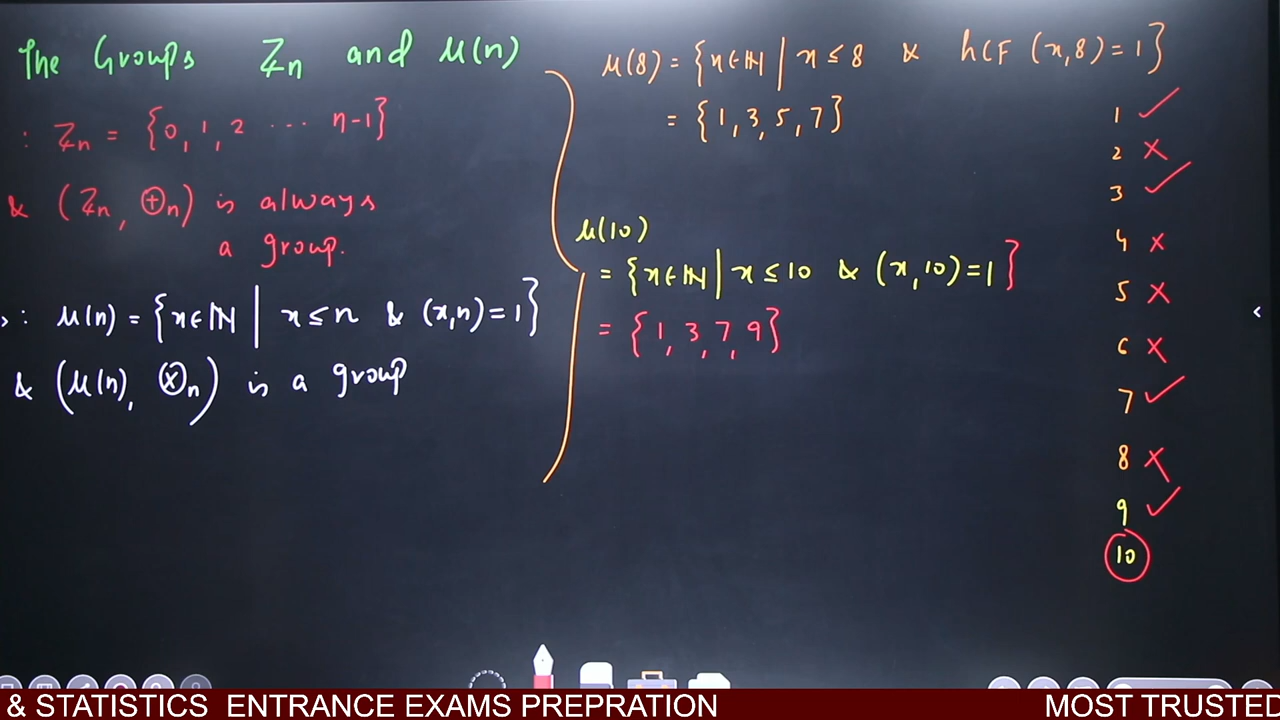 The Groups Zn and U(n)
: Zn = {0, 1, 2 ... n-1}
& (Zn, ⊕n) is always
a group.
: U(n) = {x∈ℕ | x ≤ n & (x,n) = 1}
& (U(n), ⊗n) is a group
U(8) = {x∈ℕ | x ≤ 8 & hCF (x,8) = 1}
= {1, 3, 5, 7}
U(10)
= {x∈ℕ | x ≤ 10 & (x, 10) = 1}
= {1, 3, 7, 9}
1 ✓
2 ×
3 ✓
4 ×
5 ×
6 ×
7 ✓
8 ×
9 ✓
10
& STATISTICS ENTRANCE EXAMS PREPRATION MOST TRUSTED